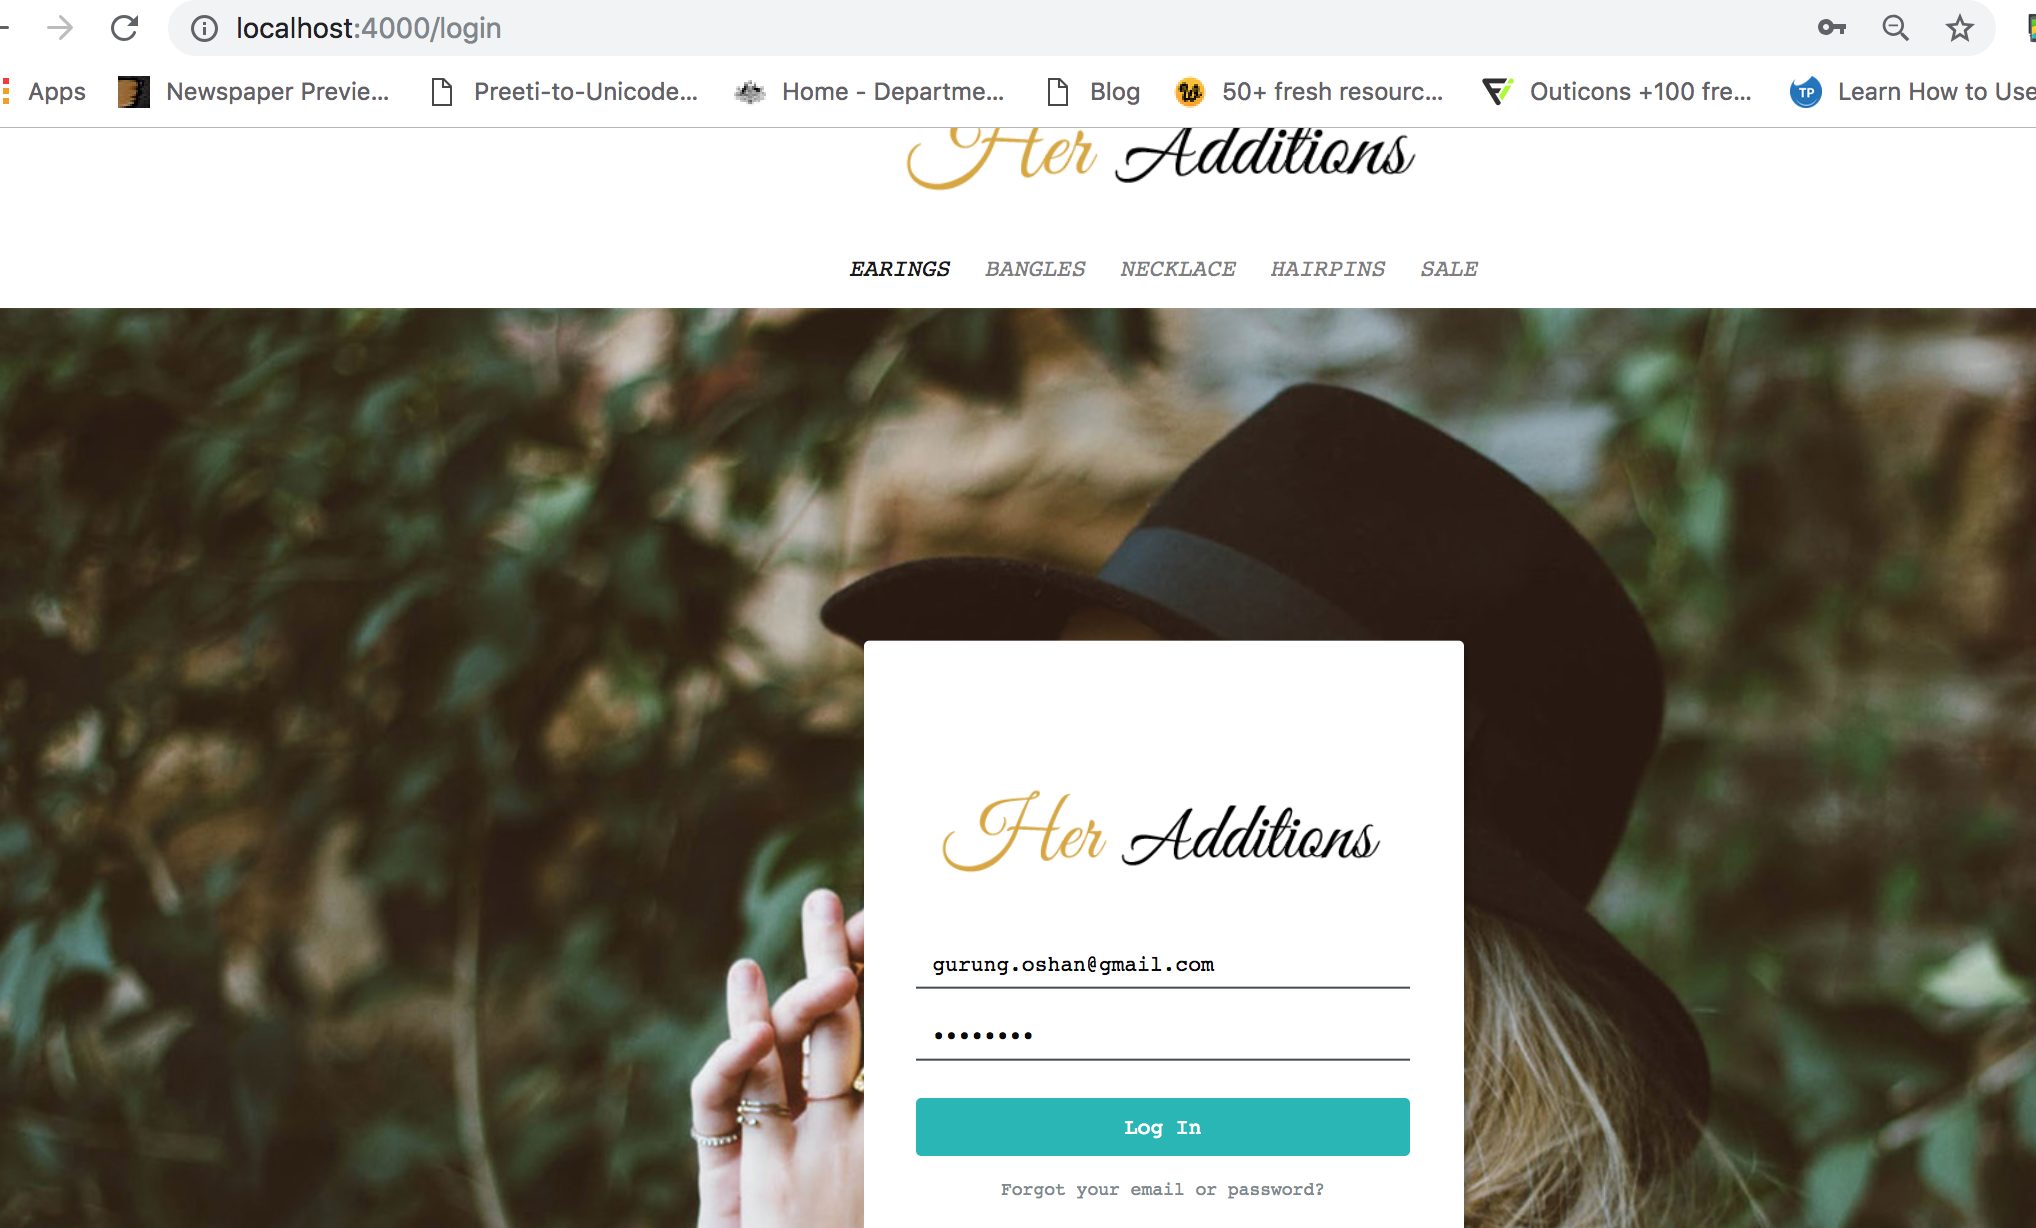 localhost:4000/login
Apps Newspaper Previe... Preeti-to-Unicode... Home - Departme... Blog 50+ fresh resourc... Outicons +100 fre... TP Learn How to Use
Her Additions
EARINGS BANGLES NECKLACE HAIRPINS SALE
Her Additions
gurung.oshan@gmail.com
••••••••
Log In
Forgot your email or password?